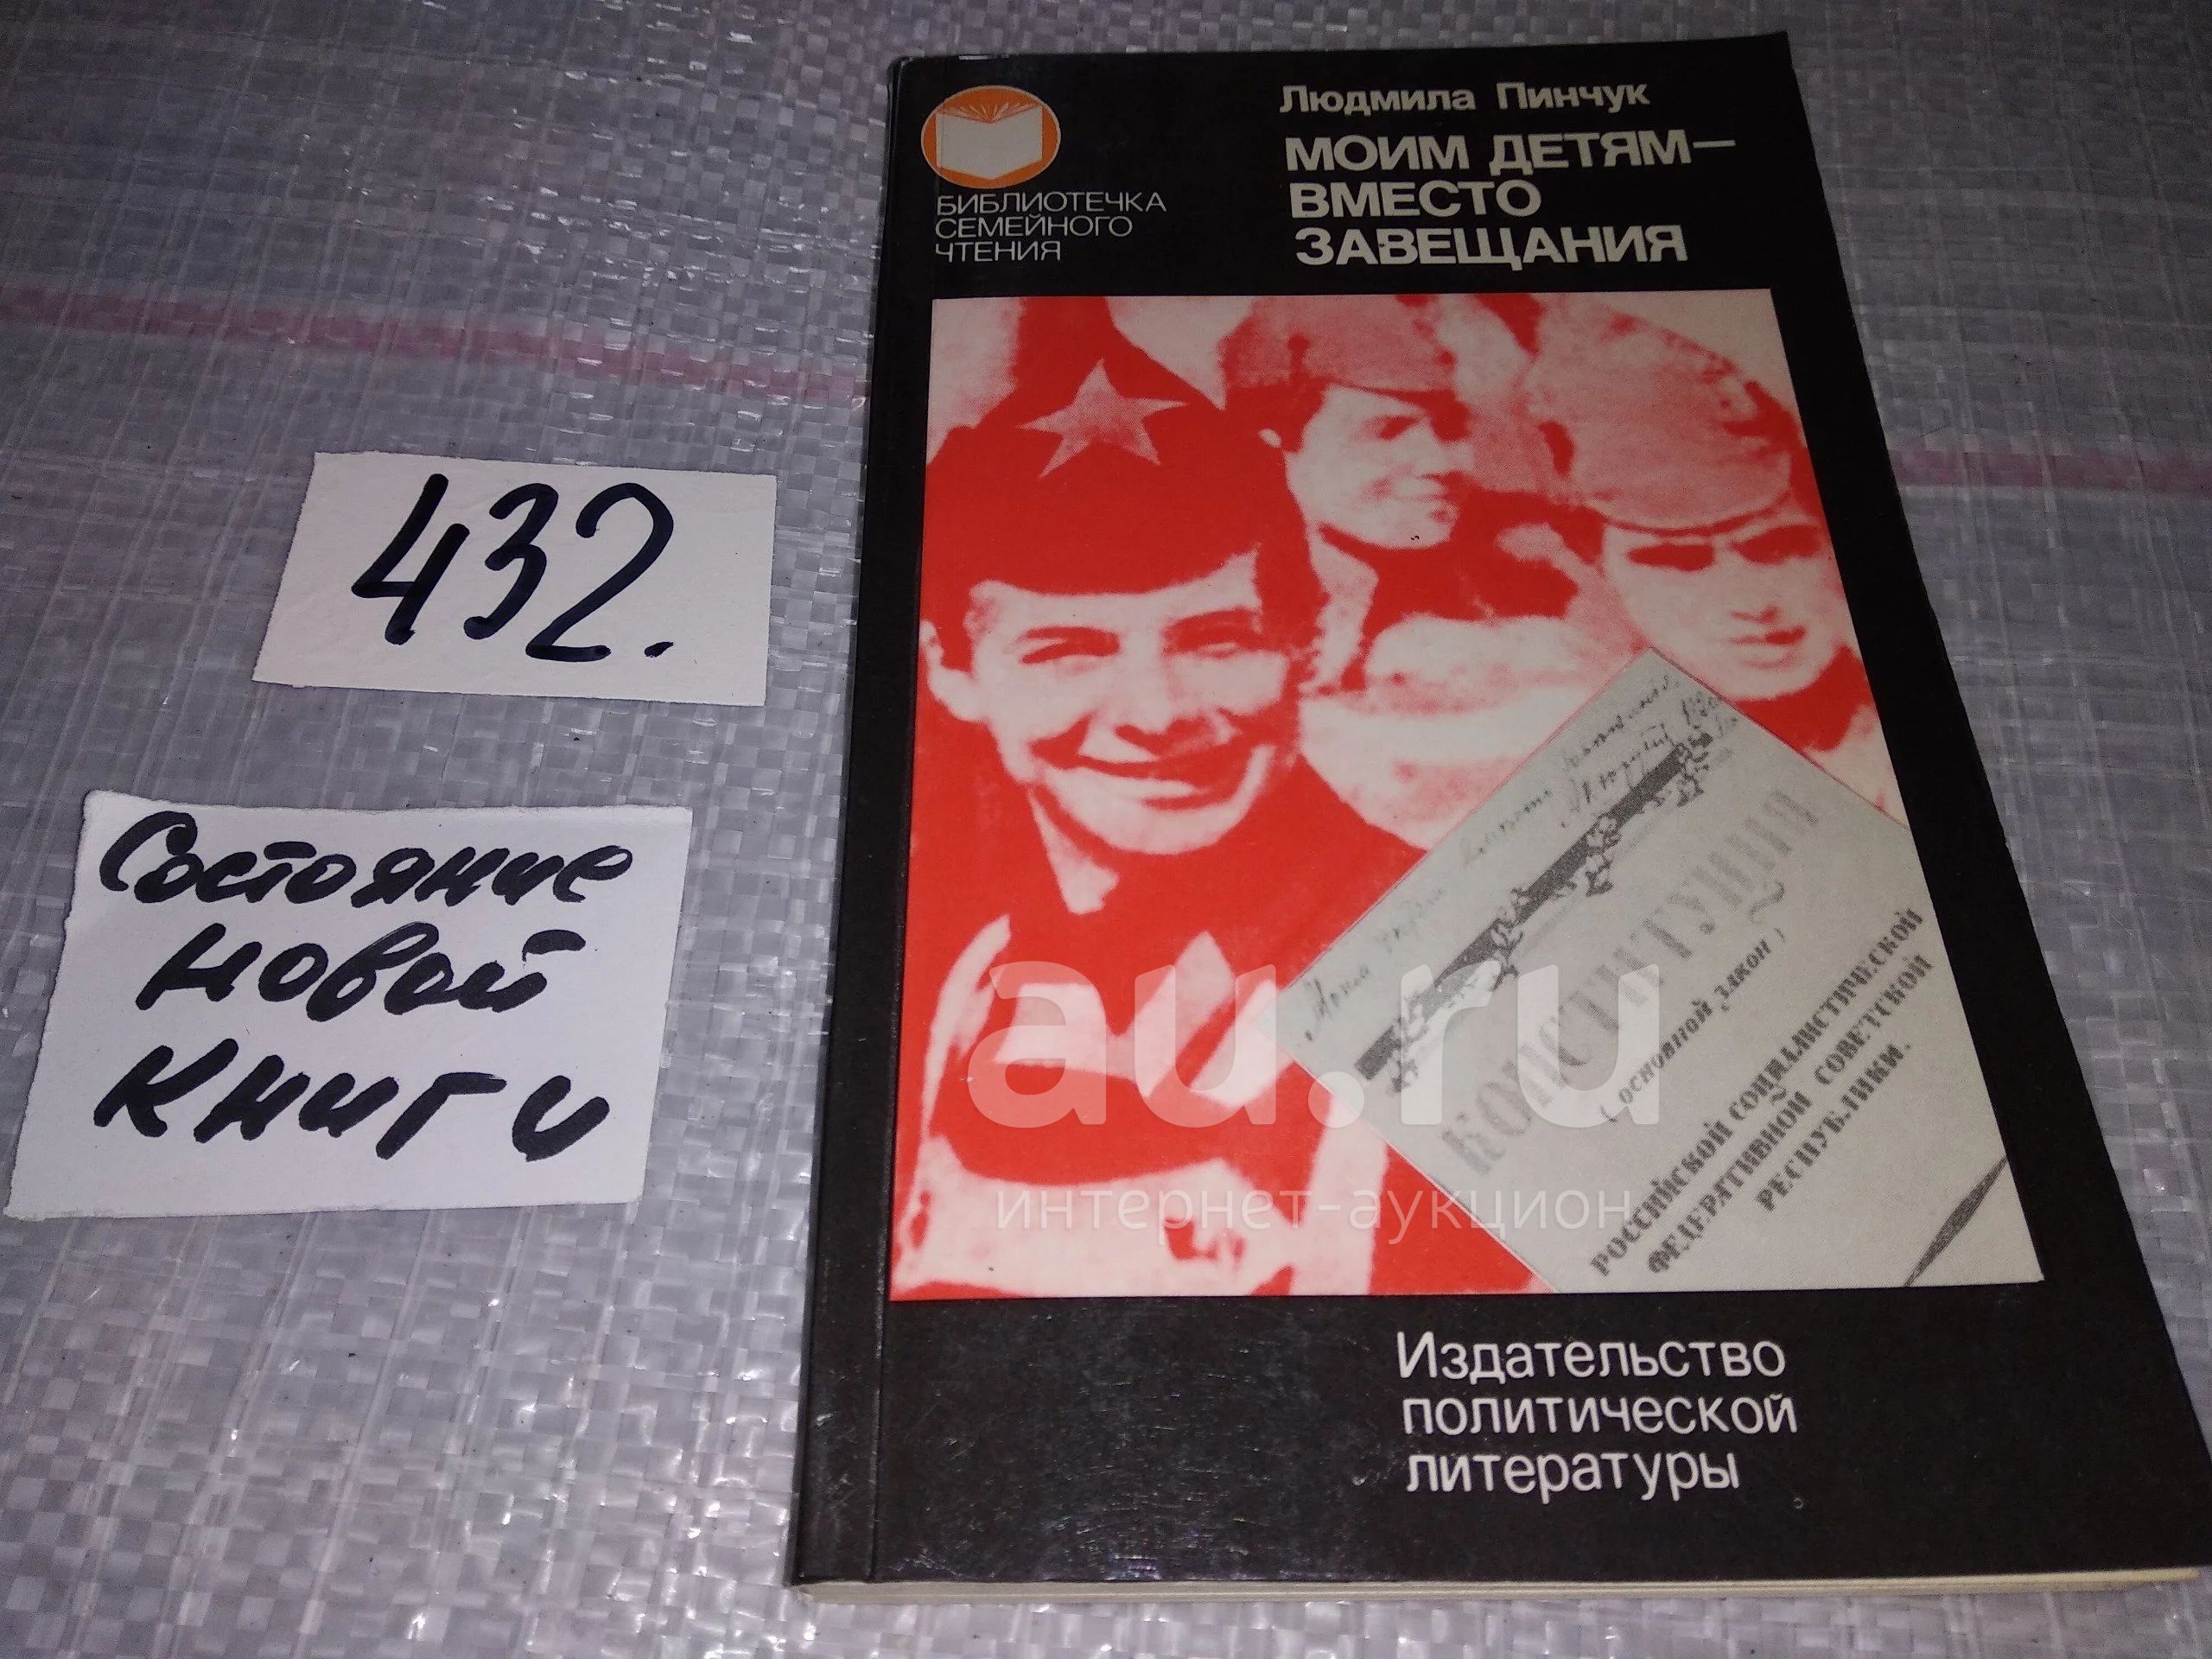 Людмила Пинчук
МОИМ ДЕТЯМ—
ВМЕСТО
ЗАВЕЩАНИЯ
БИБЛИОТЕЧКА
СЕМЕЙНОГО
ЧТЕНИЯ
432.
Состояние
новой
книги
КОНСТИТУЦИЯ
(основной закон)
РОССИЙСКОЙ СОЦИАЛИСТИЧЕСКОЙ
ФЕДЕРАТИВНОЙ СОВЕТСКОЙ
РЕСПУБЛИКИ.
au.ru
интернет-аукцион
Издательство
политической
литературы